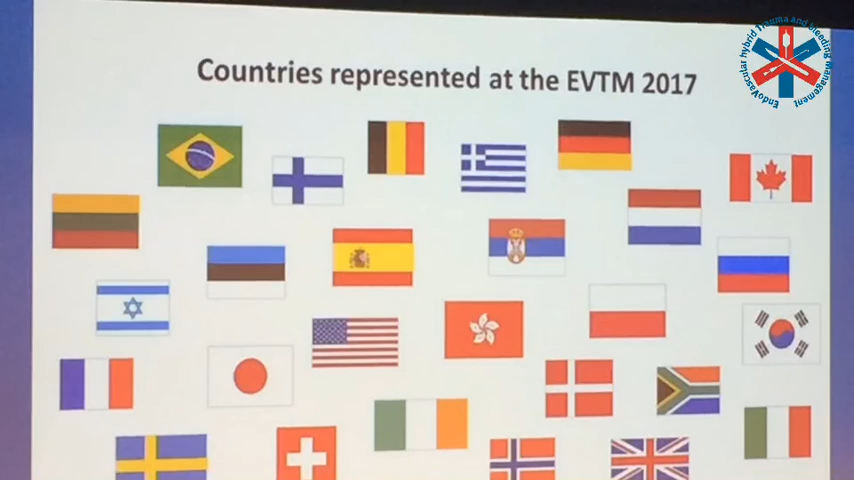 Countries represented at the EVTM 2017
EndoVascular hybrid Trauma and bleeding Management